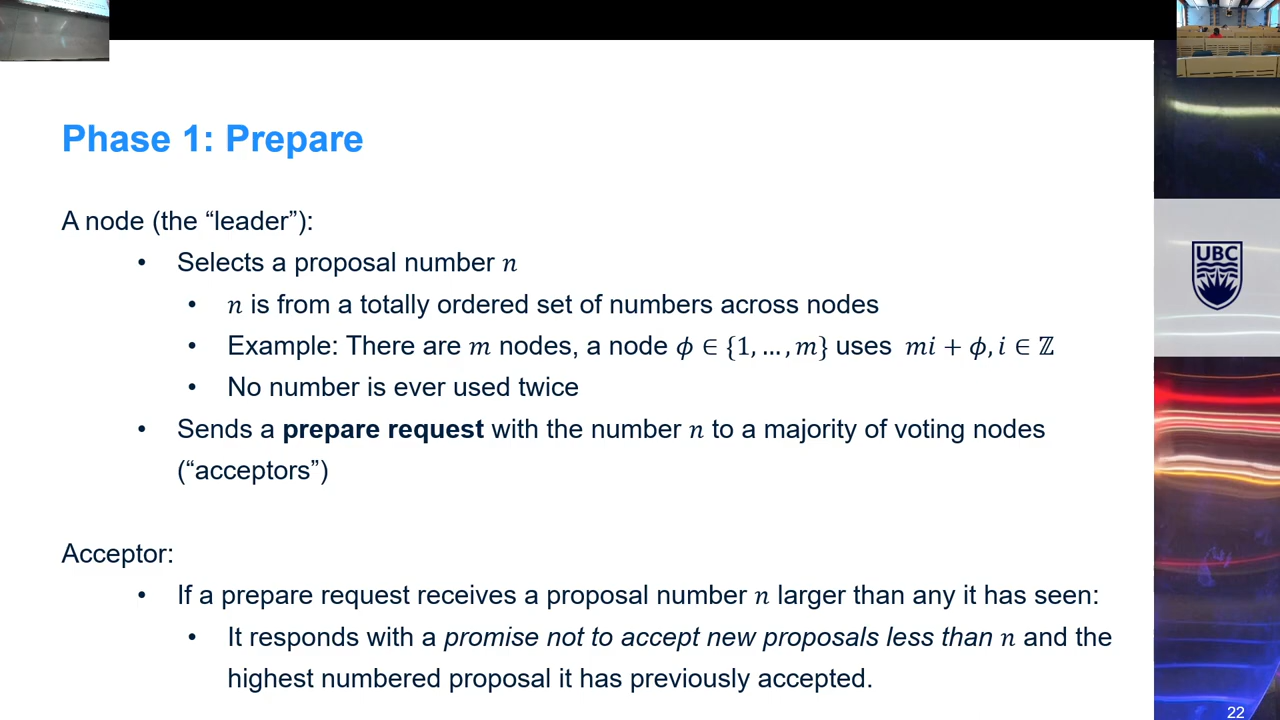 Phase 1: Prepare
A node (the “leader”):
• Selects a proposal number n
• n is from a totally ordered set of numbers across nodes
• Example: There are m nodes, a node ϕ ∈ {1, … , m} uses mi + ϕ, i ∈ ℤ
• No number is ever used twice
• Sends a prepare request with the number n to a majority of voting nodes
(“acceptors”)
Acceptor:
• If a prepare request receives a proposal number n larger than any it has seen:
• It responds with a promise not to accept new proposals less than n and the
highest numbered proposal it has previously accepted.
UBC
22